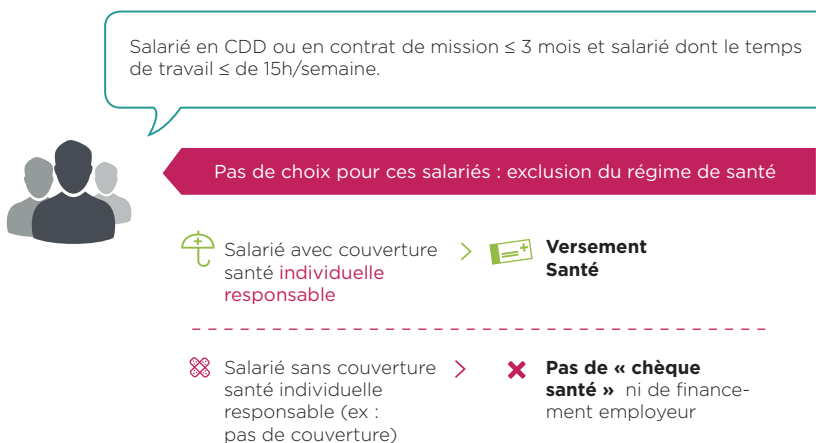 Salarié en CDD ou en contrat de mission ≤ 3 mois et salarié dont le temps
de travail ≤ de 15h/semaine.
Pas de choix pour ces salariés : exclusion du régime de santé
Salarié avec couverture
santé individuelle
responsable
Versement
Santé
Salarié sans couverture
santé individuelle
responsable (ex :
pas de couverture)
Pas de « chèque
santé » ni de finance-
ment employeur